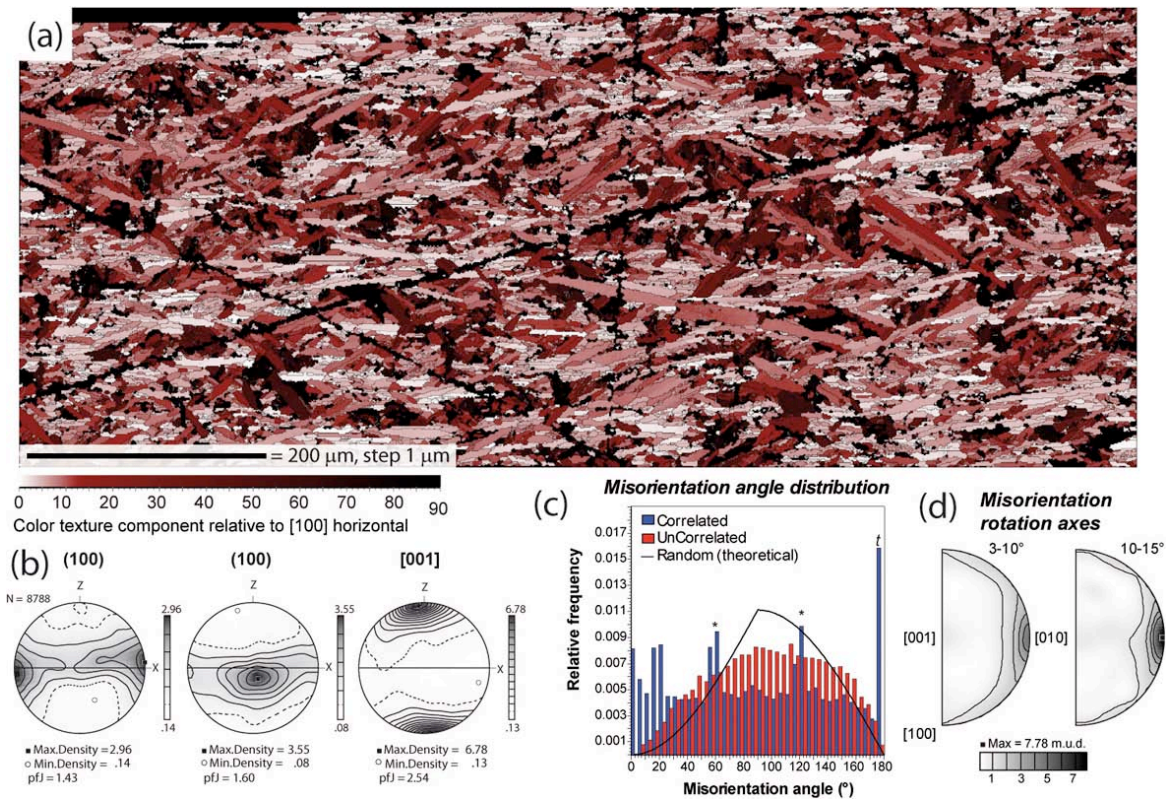 (a)
= 200 µm, step 1 µm
0 10 20 30 40 50 60 70 80 90
Color texture component relative to [100] horizontal
(b)
(100)
(100)
[001]
N = 8788
Z
Z
Z
X
X
X
2.96
.14
3.55
.08
6.78
.13
Max.Density = 2.96
Min.Density = .14
pfJ = 1.43
Max.Density = 3.55
Min.Density = .08
pfJ = 1.60
Max.Density = 6.78
Min.Density = .13
pfJ = 2.54
(c)
Misorientation angle distribution
Correlated
UnCorrelated
Random (theoretical)
t
*
*
Relative frequency
0.017
0.015
0.013
0.011
0.009
0.007
0.005
0.003
0.001
0 20 40 60 80 100 120 140 160 180
Misorientation angle (°)
(d)
Misorientation
rotation axes
3-10°
10-15°
[001]
[010]
[100]
Max = 7.78 m.u.d.
1 3 5 7